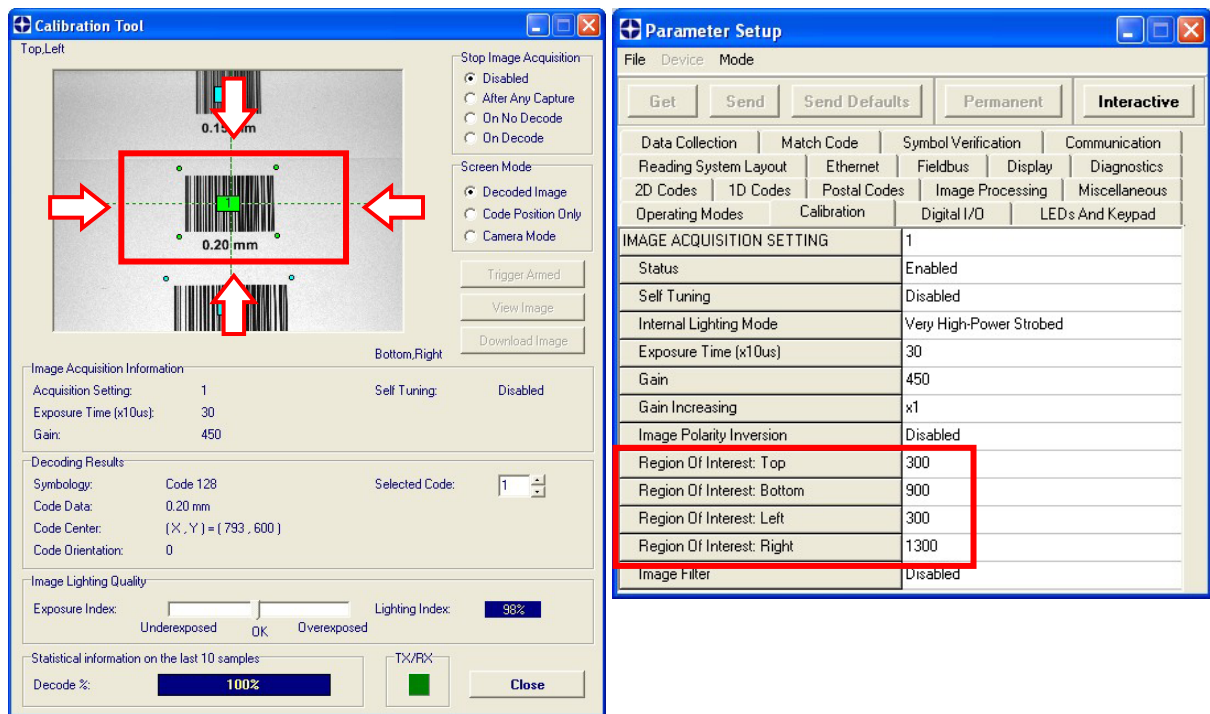 Calibration Tool
Top,Left
0.15 mm
1
0.20 mm
Bottom,Right
Stop Image Acquisition
Disabled
After Any Capture
On No Decode
On Decode
Screen Mode
Decoded Image
Code Position Only
Camera Mode
Trigger Armed
View Image
Download Image
Image Acquisition Information
Acquisition Setting: 1 Self Tuning: Disabled
Exposure Time (x10us): 30
Gain: 450
Decoding Results
Symbology: Code 128 Selected Code: 1
Code Data: 0.20 mm
Code Center: (X,Y)=(793,600)
Code Orientation: 0
Image Lighting Quality
Exposure Index: Lighting Index: 98%
Underexposed OK Overexposed
Statistical information on the last 10 samples TX/RX
Decode %: 100% Close
Parameter Setup
File Device Mode
Get Send Send Defaults Permanent Interactive
Data Collection Match Code Symbol Verification Communication
Reading System Layout Ethernet Fieldbus Display Diagnostics
2D Codes 1D Codes Postal Codes Image Processing Miscellaneous
Operating Modes Calibration Digital I/O LEDs And Keypad
IMAGE ACQUISITION SETTING 1
Status Enabled
Self Tuning Disabled
Internal Lighting Mode Very High-Power Strobed
Exposure Time (x10us) 30
Gain 450
Gain Increasing x1
Image Polarity Inversion Disabled
Region Of Interest: Top 300
Region Of Interest: Bottom 900
Region Of Interest: Left 300
Region Of Interest: Right 1300
Image Filter Disabled